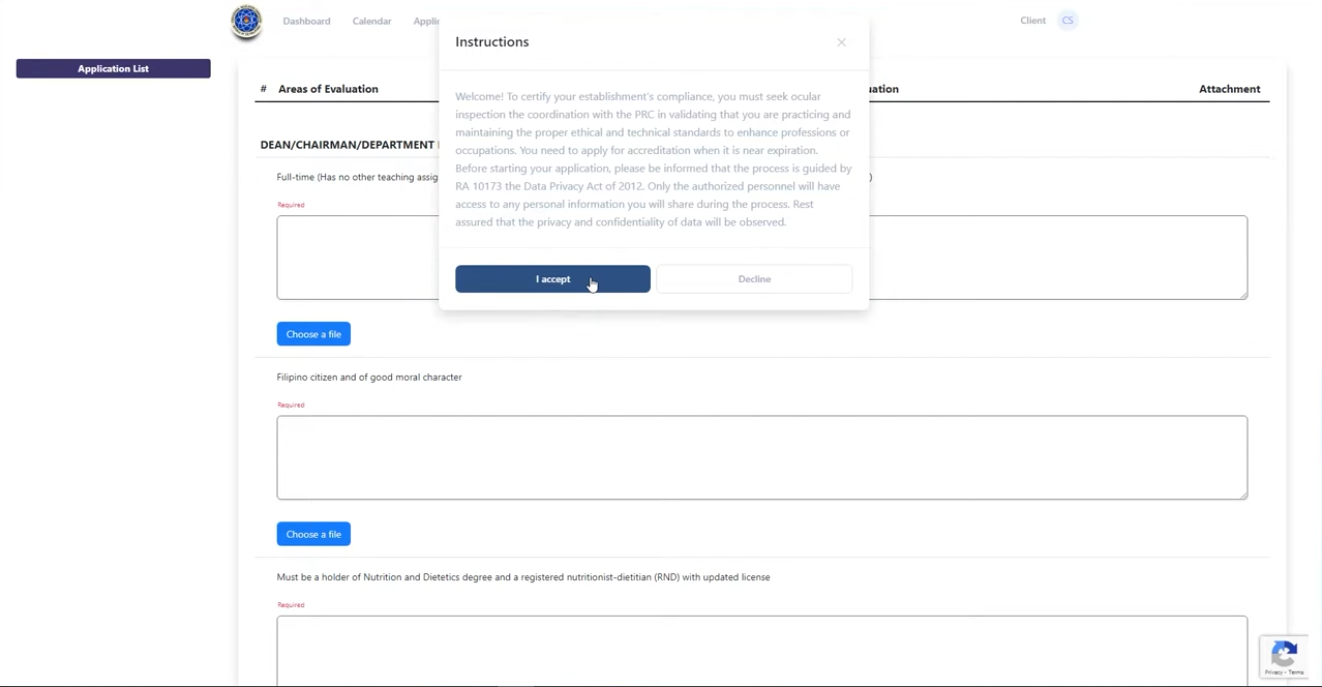 Dashboard Calendar Appli
Client CS
Application List
Instructions
# Areas of Evaluation uation Attachment
Welcome! To certify your establishment's compliance, you must seek ocular
inspection the coordination with the PRC in validating that you are practicing and
maintaining the proper ethical and technical standards to enhance professions or
occupations. You need to apply for accreditation when it is near expiration.
Before starting your application, please be informed that the process is guided by
RA 10173 the Data Privacy Act of 2012. Only the authorized personnel will have
access to any personal information you will share during the process. Rest
assured that the privacy and confidentiality of data will be observed.
I accept Decline
DEAN/CHAIRMAN/DEPARTMENT
Full-time (Has no other teaching assig )
Required
Choose a file
Filipino citizen and of good moral character
Required
Choose a file
Must be a holder of Nutrition and Dietetics degree and a registered nutritionist-dietitian (RND) with updated license
Required
Privacy - Terms